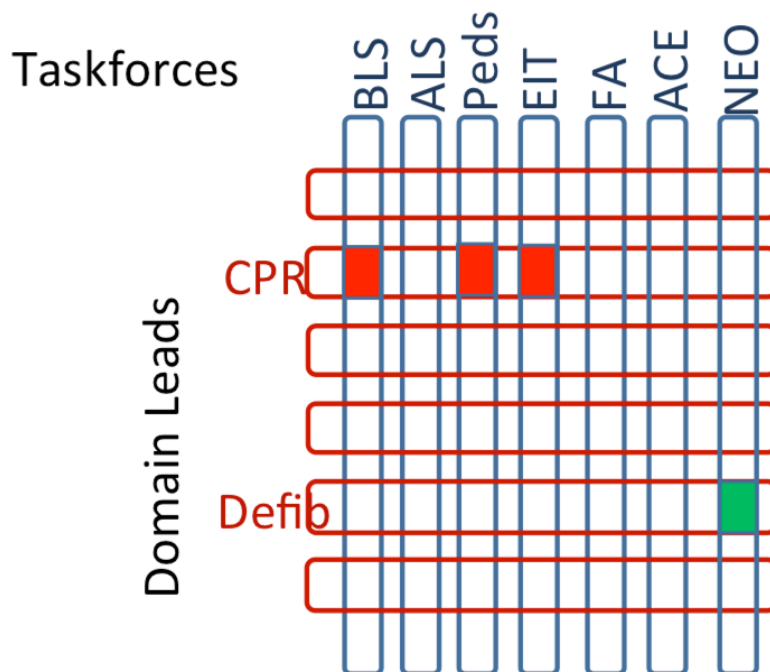 Taskforces
BLS
ALS
Peds
EIT
FA
ACE
NEO
CPR
Domain Leads
Defib